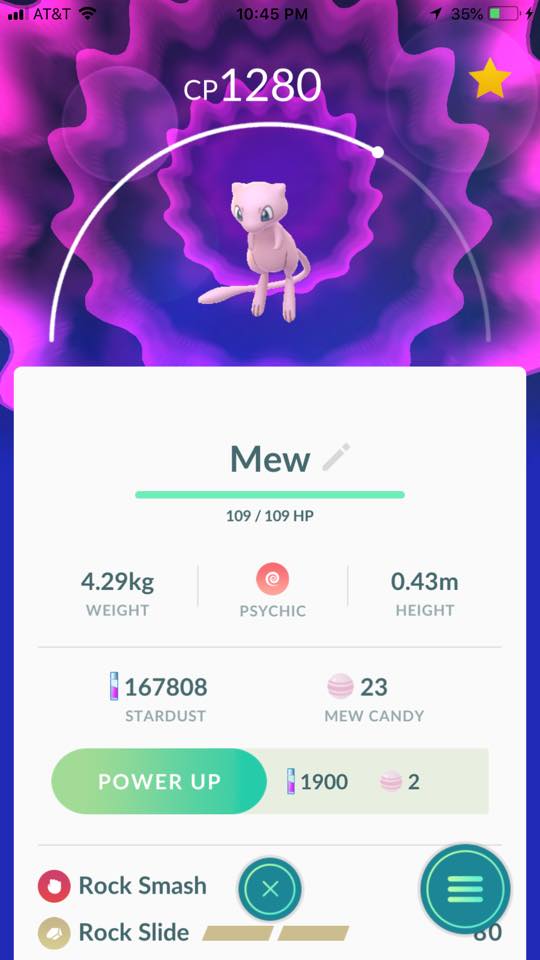 AT&T 10:45 PM 35%
CP1280
Mew
109 / 109 HP
4.29kg 0.43m
WEIGHT PSYCHIC HEIGHT
167808 23
STARDUST MEW CANDY
POWER UP 1900 2
Rock Smash
Rock Slide 80